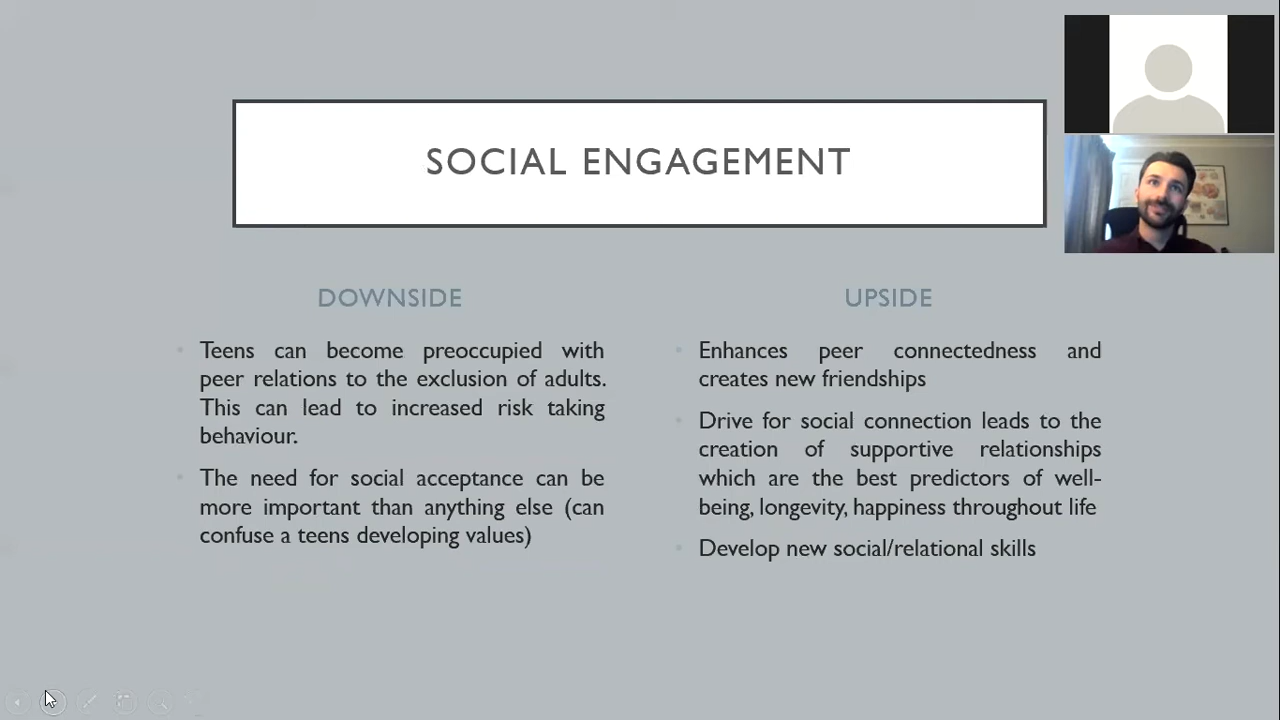 SOCIAL ENGAGEMENT
DOWNSIDE
Teens can become preoccupied with
peer relations to the exclusion of adults.
This can lead to increased risk taking
behaviour.
The need for social acceptance can be
more important than anything else (can
confuse a teens developing values)
UPSIDE
Enhances peer connectedness and
creates new friendships
Drive for social connection leads to the
creation of supportive relationships
which are the best predictors of well-
being, longevity, happiness throughout life
Develop new social/relational skills